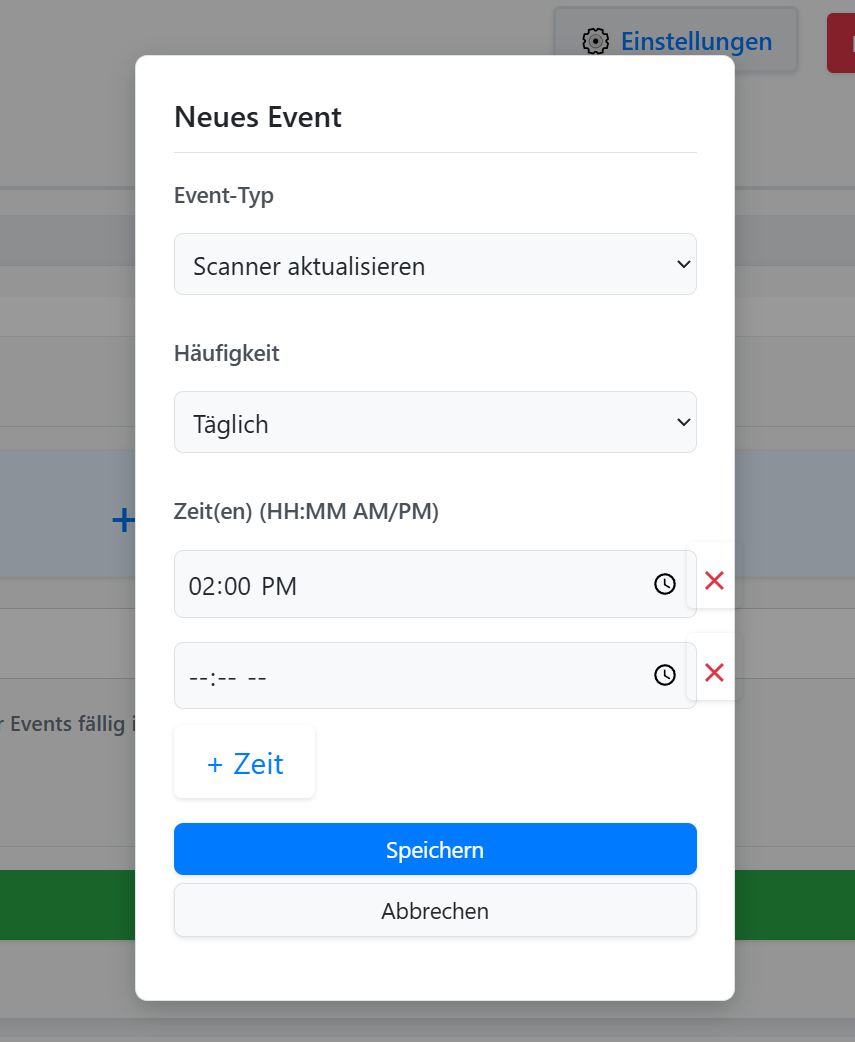 Einstellungen
Neues Event
Event-Typ
Scanner aktualisieren
Häufigkeit
Täglich
+
Zeit(en) (HH:MM AM/PM)
02:00 PM
--:-- --
r Events fällig i
+ Zeit
Speichern
Abbrechen